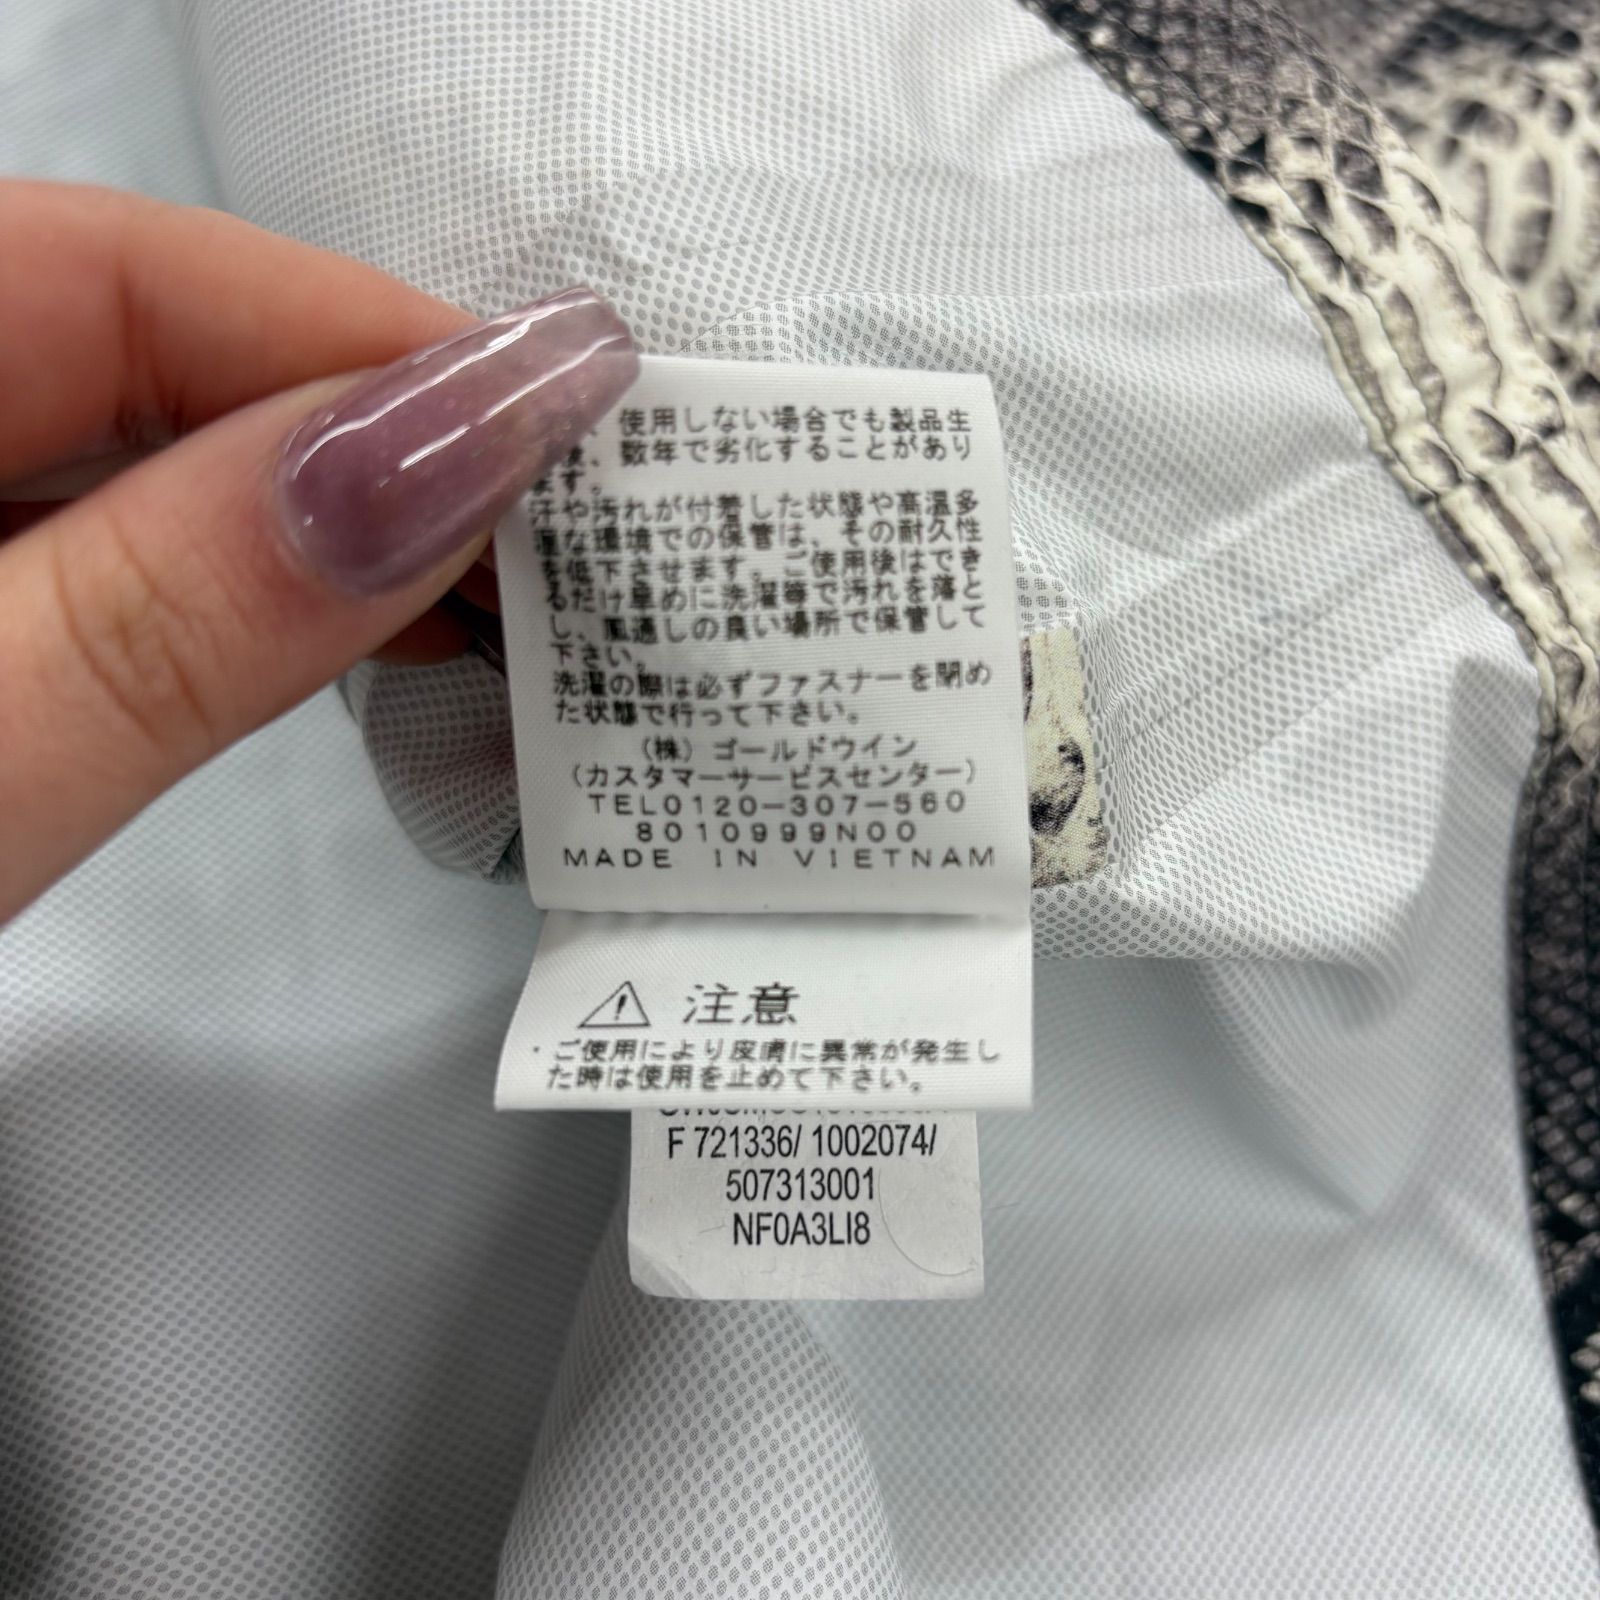 、使用しない場合でも製品生
後、数年で劣化することがあり
ます。
汗や汚れが付着した状態や高温多
湿な環境での保管は、その耐久性
を低下させます。ご使用後はでき
るだけ早めに洗濯等で汚れを落と
し、風通しの良い場所で保管して
下さい。
洗濯の際は必ずファスナーを閉め
た状態で行って下さい。
(株)ゴールドウイン
(カスタマーサービスセンター)
TEL0120-307-560
8010999N00
MADE IN VIETNAM
注意
・ご使用により皮膚に異常が発生し
た時は使用を止めて下さい。
F 721336/ 1002074/
507313001
NF0A3LI8